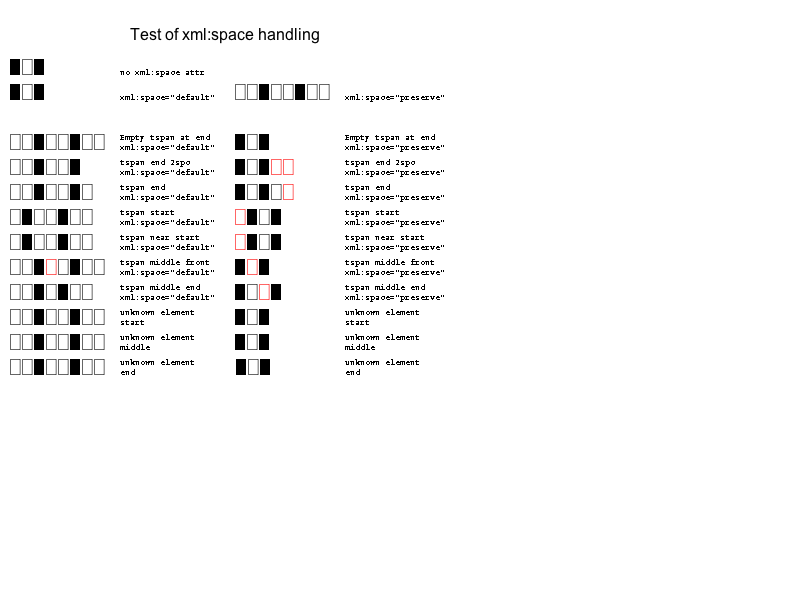 Test of xml:space handling
no xml:space attr
xml:space="default"
xml:space="preserve"
Empty tspan at end
xml:space="default"
Empty tspan at end
xml:space="preserve"
tspan end 2spo
xml:space="default"
tspan end 2spo
xml:space="preserve"
tspan end
xml:space="default"
tspan end
xml:space="preserve"
tspan start
xml:space="default"
tspan start
xml:space="preserve"
tspan near start
xml:space="default"
tspan near start
xml:space="preserve"
tspan middle front
xml:space="default"
tspan middle front
xml:space="preserve"
tspan middle end
xml:space="default"
tspan middle end
xml:space="preserve"
unknown element
start
unknown element
start
unknown element
middle
unknown element
middle
unknown element
end
unknown element
end